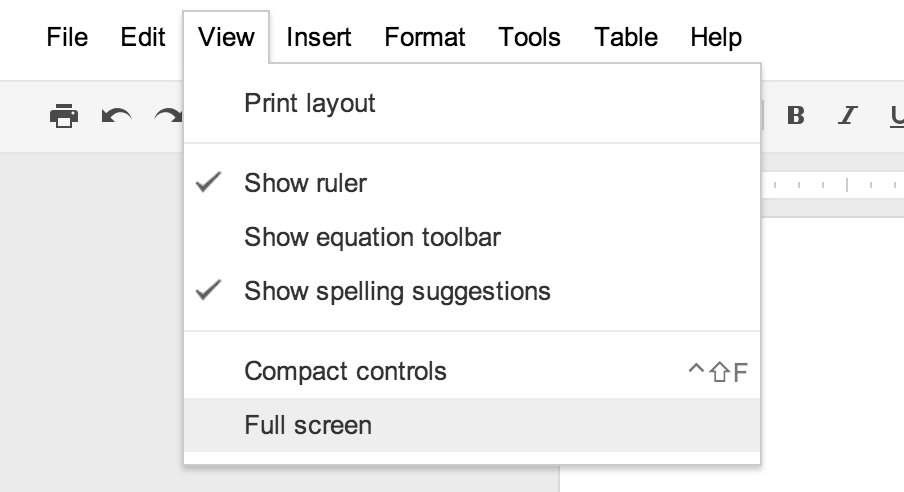 File Edit View Insert Format Tools Table Help
Print layout
B I U
Show ruler
Show equation toolbar
Show spelling suggestions
Compact controls ^⇧F
Full screen